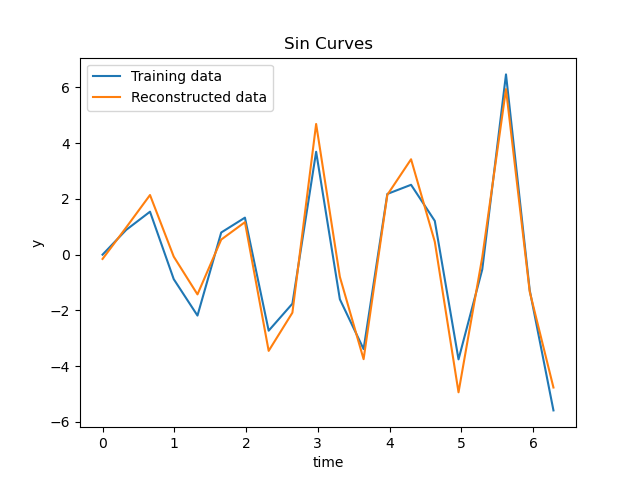 Sin Curves
Training data
Reconstructed data
6
4
2
0
−2
−4
−6
y
0 1 2 3 4 5 6
time